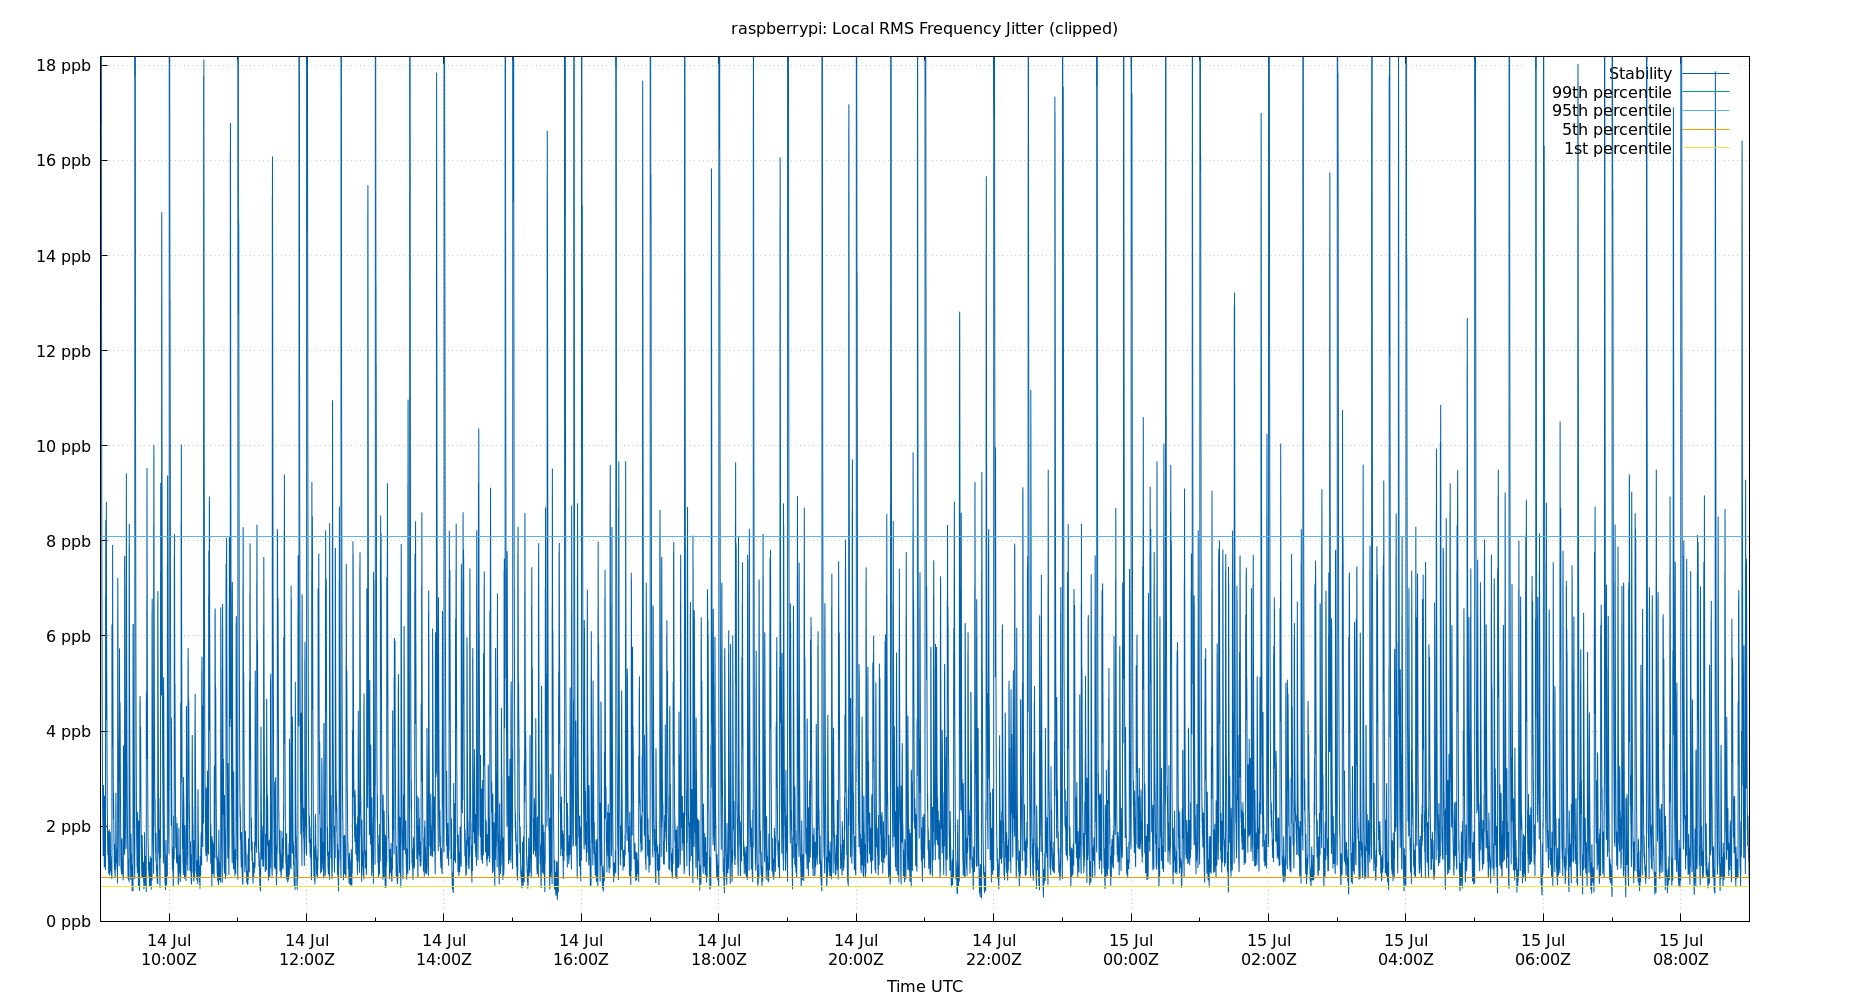 raspberrypi: Local RMS Frequency Jitter (clipped)
18 ppb
16 ppb
14 ppb
12 ppb
10 ppb
8 ppb
6 ppb
4 ppb
2 ppb
0 ppb
Stability
99th percentile
95th percentile
5th percentile
1st percentile
14 Jul 14 Jul 14 Jul 14 Jul 14 Jul 14 Jul 14 Jul 15 Jul 15 Jul 15 Jul 15 Jul 15 Jul
10:00Z 12:00Z 14:00Z 16:00Z 18:00Z 20:00Z 22:00Z 00:00Z 02:00Z 04:00Z 06:00Z 08:00Z
Time UTC